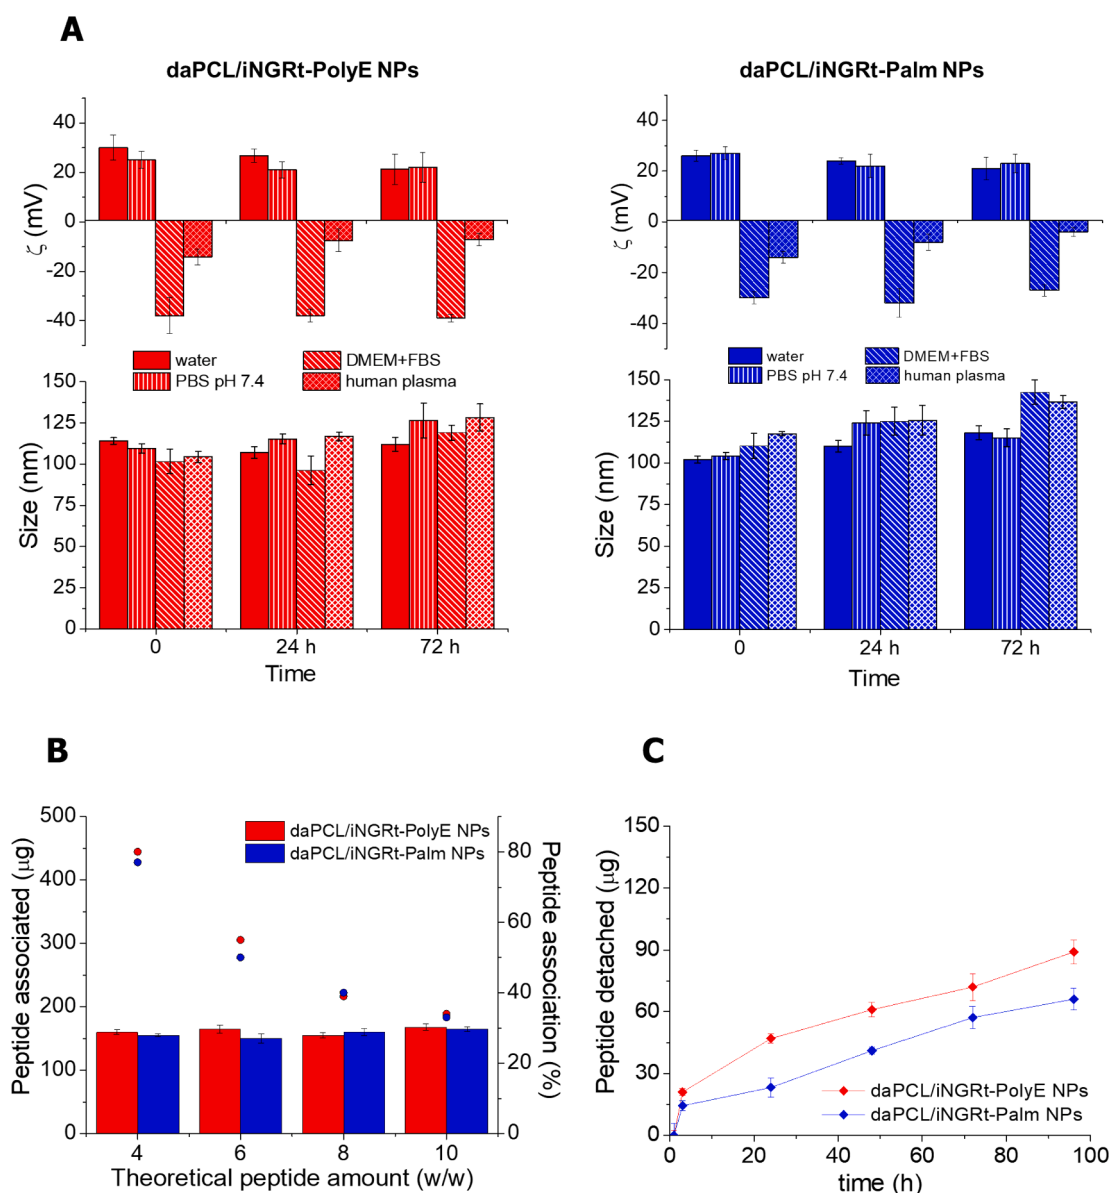 A
daPCL/iNGRt-PolyE NPs
daPCL/iNGRt-Palm NPs
40
20
0
-20
-40
ζ (mV)
40
20
0
-20
-40
ζ (mV)
water
DMEM+FBS
PBS pH 7.4
human plasma
water
DMEM+FBS
PBS pH 7.4
human plasma
150
125
100
75
50
25
0
Size (nm)
0
24 h
72 h
Time
150
125
100
75
50
25
0
Size (nm)
0
24 h
72 h
Time
B
500
450
400
350
300
250
200
150
100
50
0
Peptide associated (μg)
daPCL/iNGRt-PolyE NPs
daPCL/iNGRt-Palm NPs
80
60
40
20
0
Peptide association (%)
4
6
8
10
Theoretical peptide amount (w/w)
C
150
120
90
60
30
0
Peptide detached (μg)
daPCL/iNGRt-PolyE NPs
daPCL/iNGRt-Palm NPs
0
20
40
60
80
100
time (h)